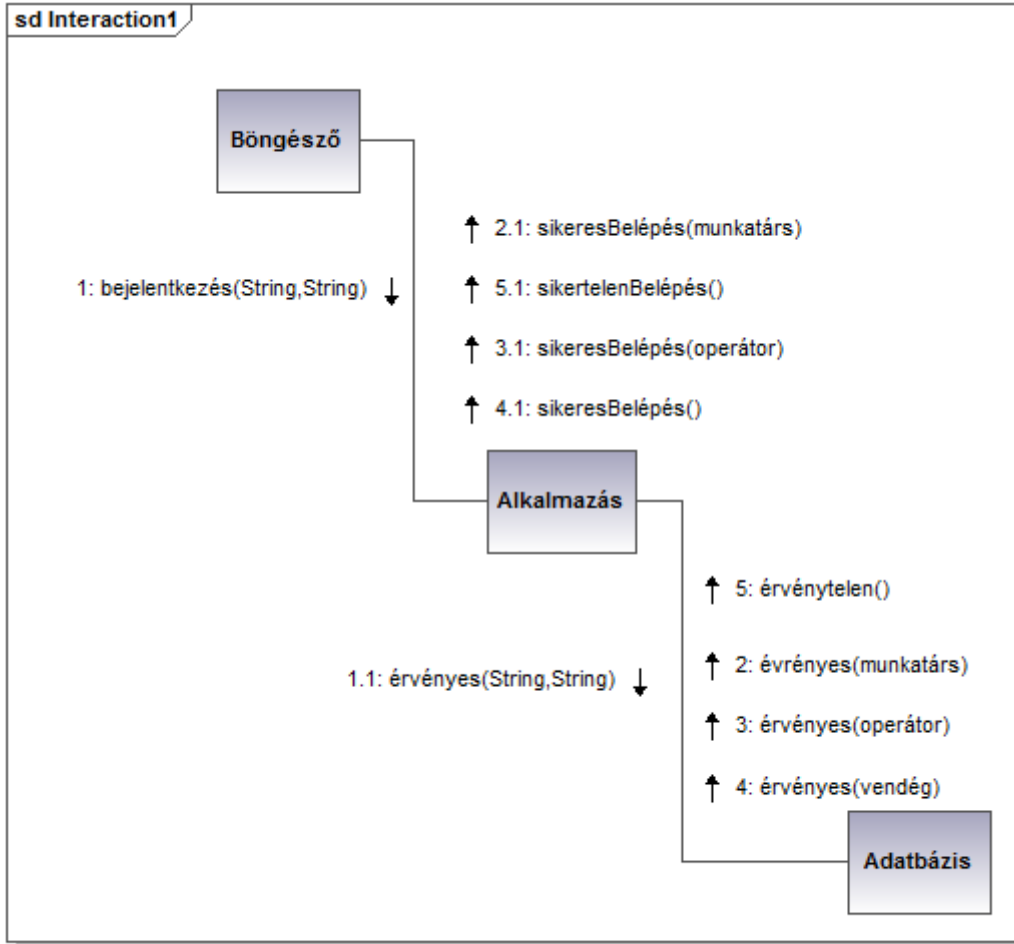 sd Interaction1
Böngésző
2.1: sikeresBelépés(munkatárs)
1: bejelentkezés(String,String)
5.1: sikertelenBelépés()
3.1: sikeresBelépés(operátor)
4.1: sikeresBelépés()
Alkalmazás
5: érvénytelen()
1.1: érvényes(String,String)
2: évrényes(munkatárs)
3: érvényes(operátor)
4: érvényes(vendég)
Adatbázis